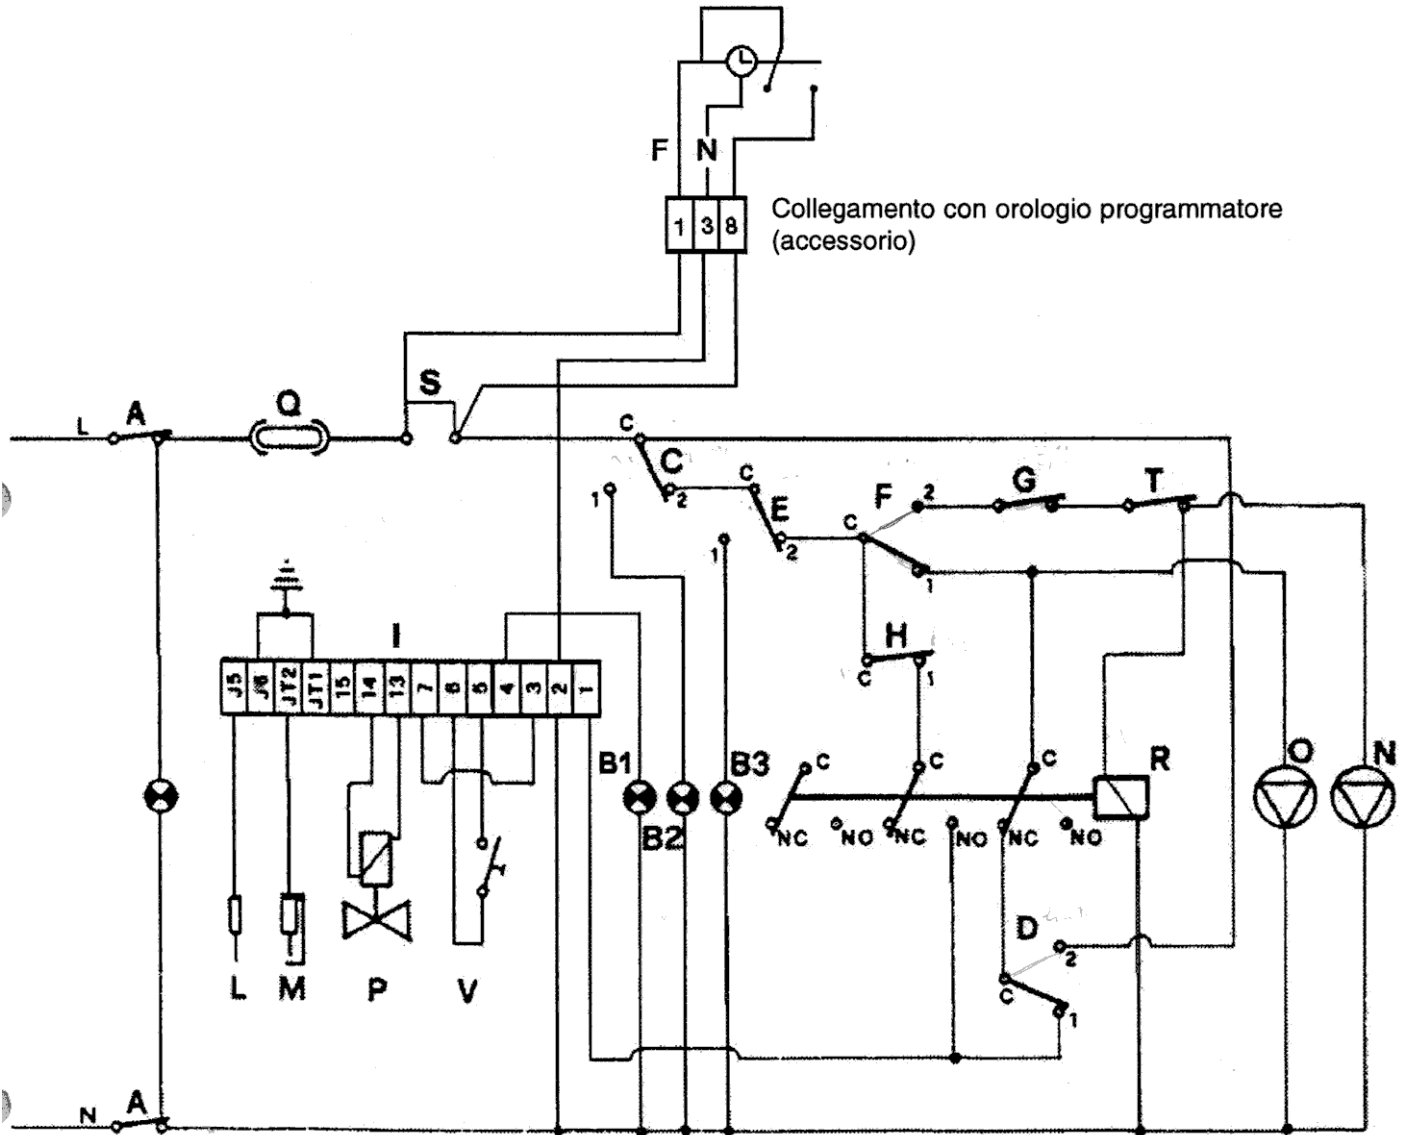 F N
1 3 8
Collegamento con orologio programmatore
(accessorio)
S
L A Q
C
1 C 2
C
1 E 2
C F 2
1
G T
H
C 1
I
J5 J6 JT2 JT1 15 14 13 7 6 5 4 3 2 1
B1 B2 B3
C C C
NC NO NC NO NC NO
R O N
D
2
C
1
L M P V
N A